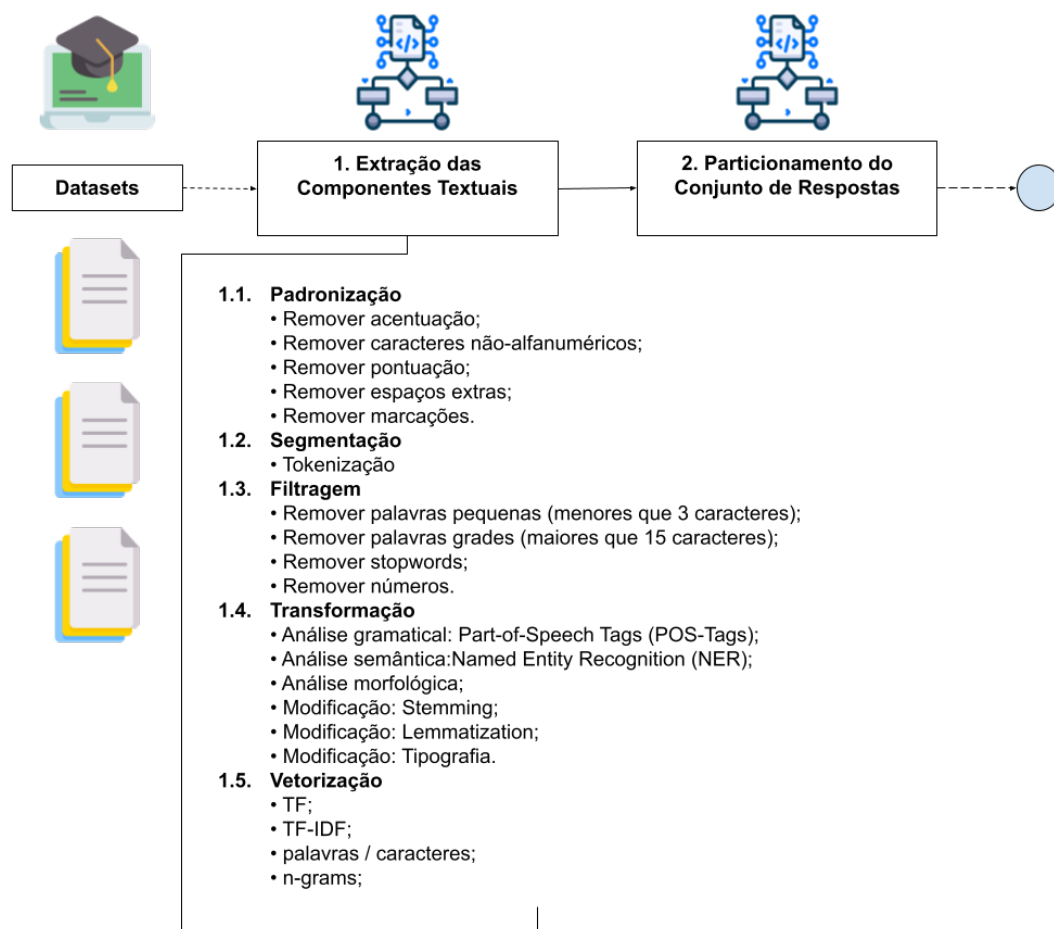 Datasets
1. Extração das
Componentes Textuais
2. Particionamento do
Conjunto de Respostas
1.1. Padronização
• Remover acentuação;
• Remover caracteres não-alfanuméricos;
• Remover pontuação;
• Remover espaços extras;
• Remover marcações.
1.2. Segmentação
• Tokenização
1.3. Filtragem
• Remover palavras pequenas (menores que 3 caracteres);
• Remover palavras grades (maiores que 15 caracteres);
• Remover stopwords;
• Remover números.
1.4. Transformação
• Análise gramatical: Part-of-Speech Tags (POS-Tags);
• Análise semântica:Named Entity Recognition (NER);
• Análise morfológica;
• Modificação: Stemming;
• Modificação: Lemmatization;
• Modificação: Tipografia.
1.5. Vetorização
• TF;
• TF-IDF;
• palavras / caracteres;
• n-grams;